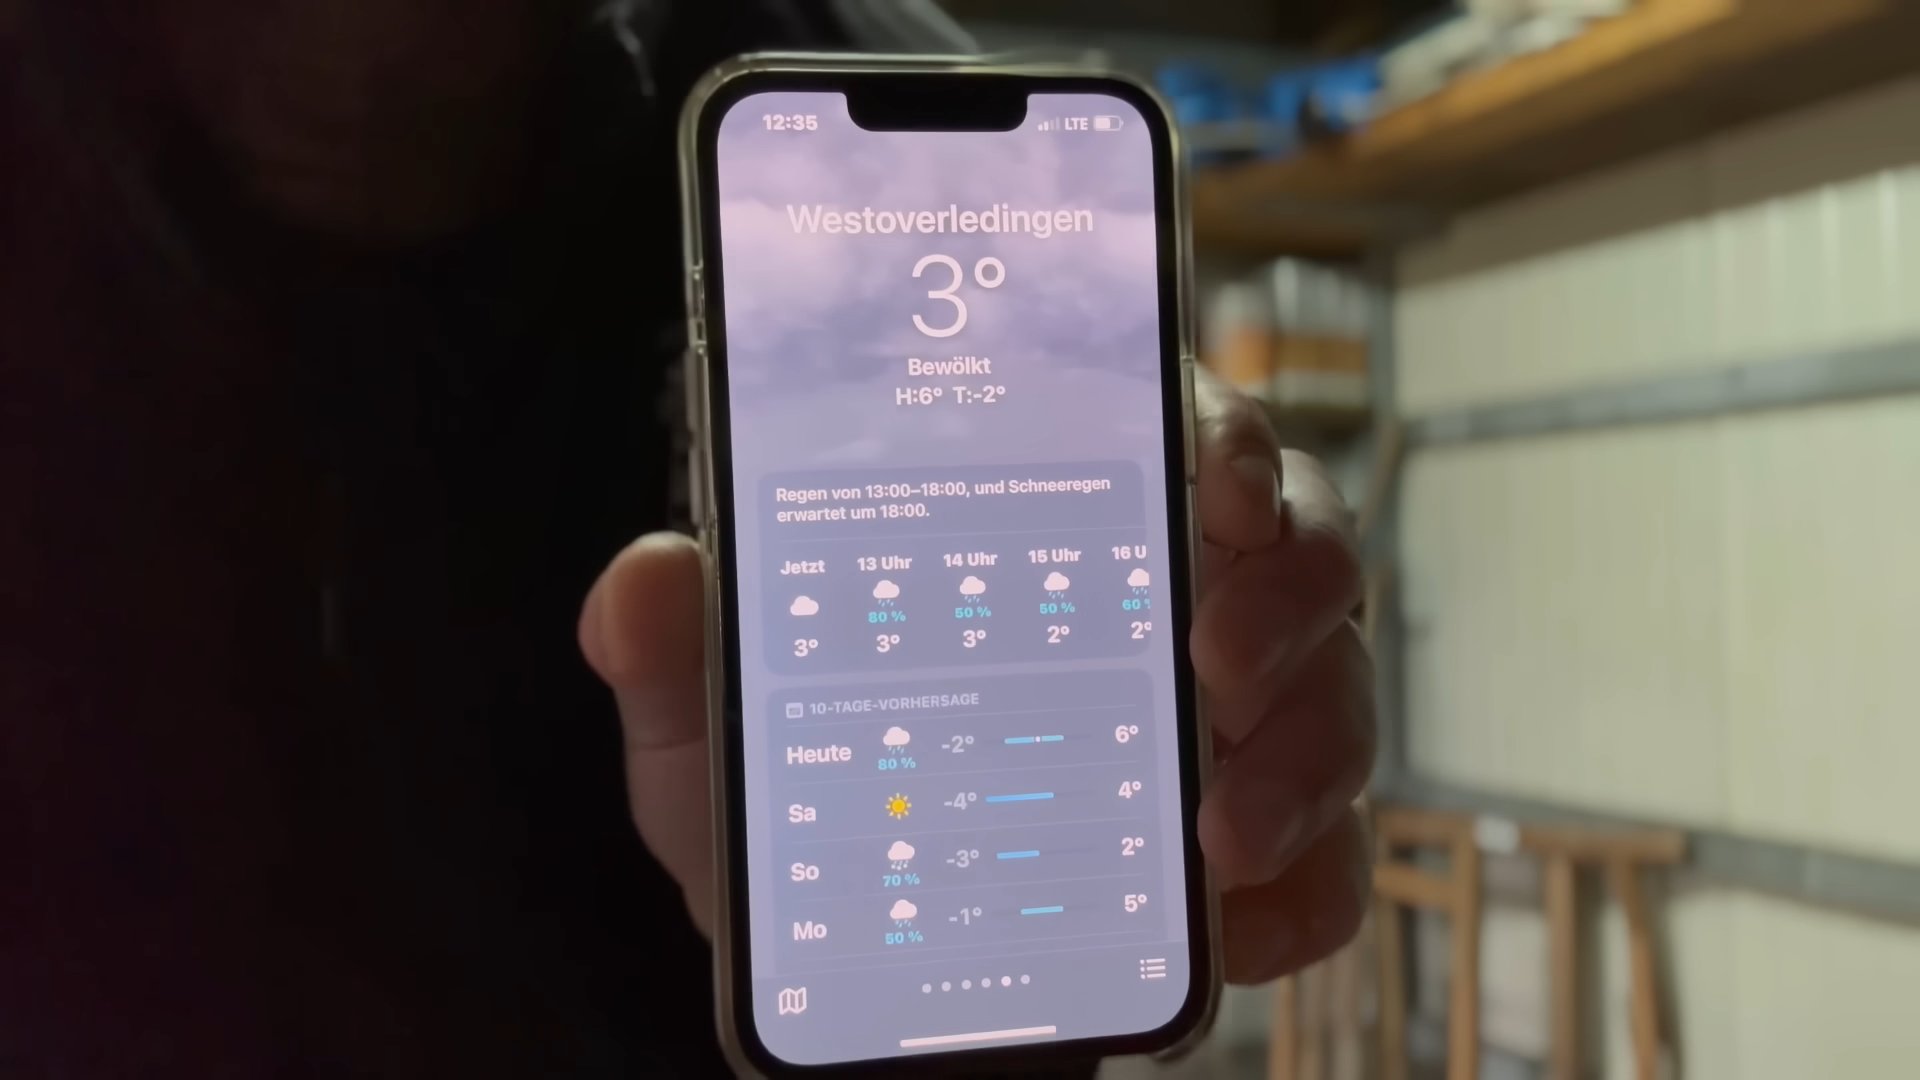 12:35 LTE
Westoverledingen
3°
Bewölkt
H:6° T:-2°
Regen von 13:00–18:00, und Schneeregen
erwartet um 18:00.
Jetzt 13 Uhr 14 Uhr 15 Uhr 16 U
80 % 50 % 50 % 60 %
3° 3° 3° 2° 2°
10-TAGE-VORHERSAGE
Heute 80 % -2° 6°
Sa -4° 4°
So 70 % -3° 2°
Mo 50 % -1° 5°